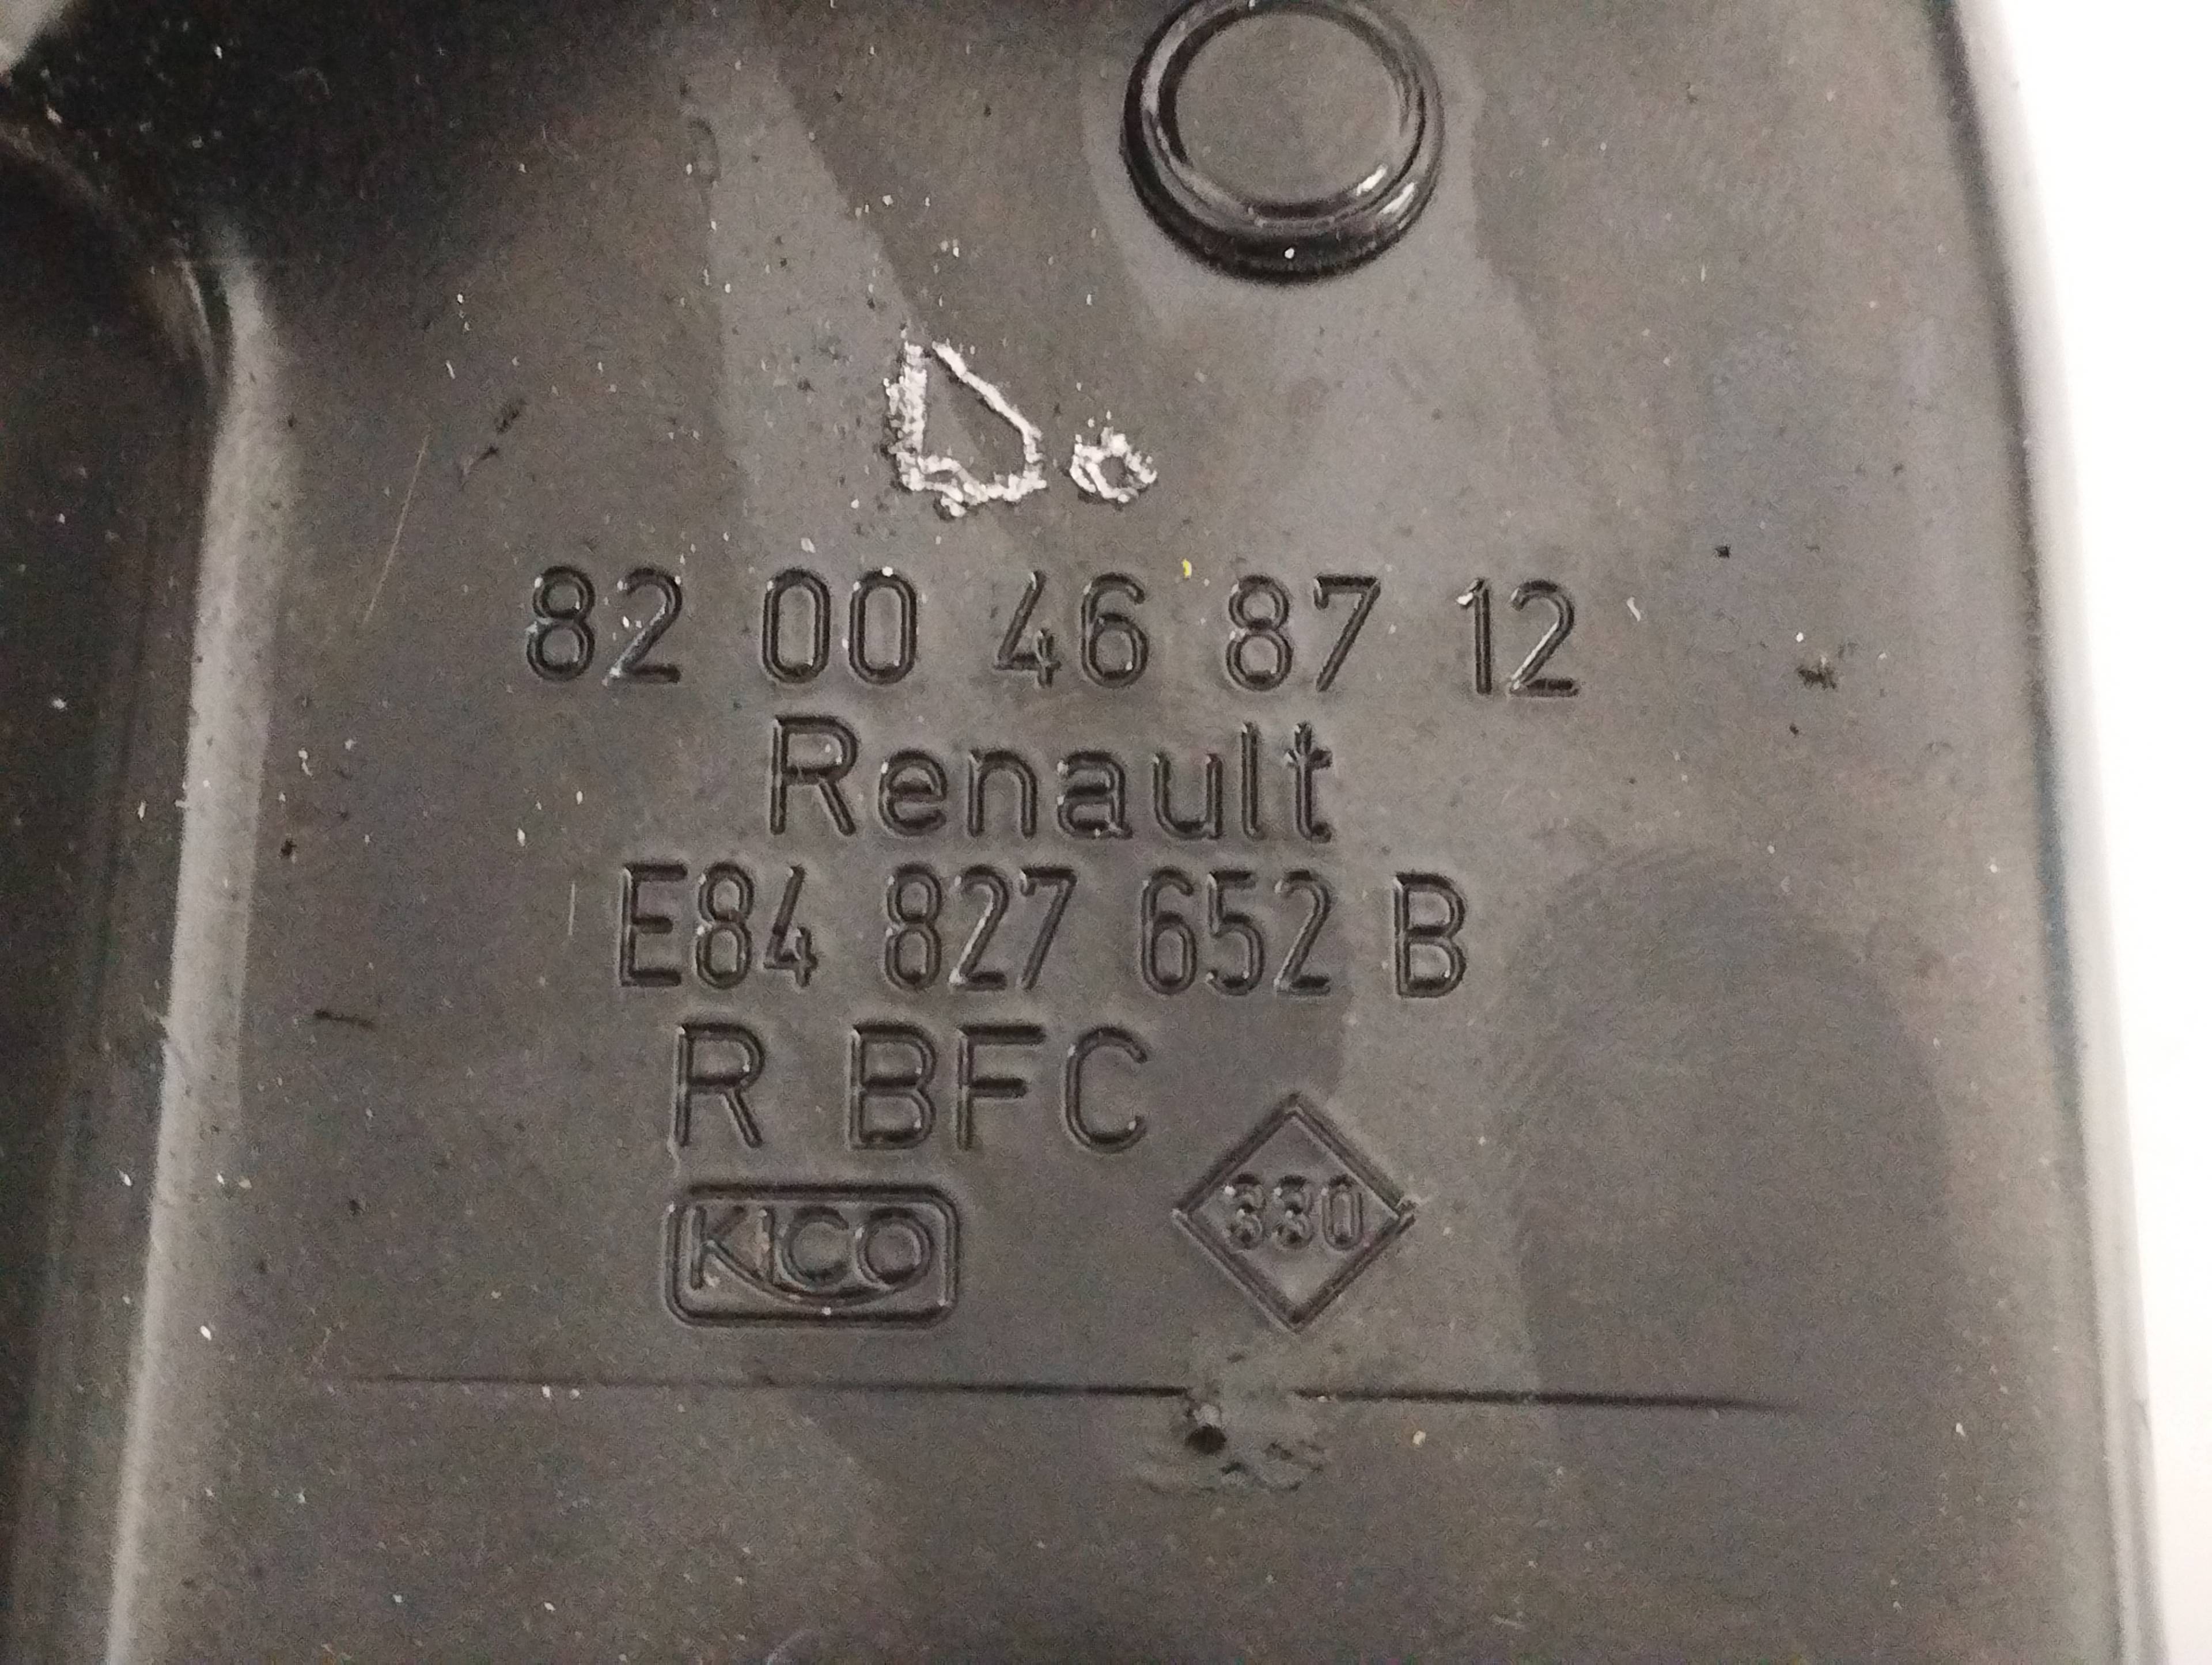 82 00 46 87 12
Renault
E84 827 652 B
R BFC
KICO
330